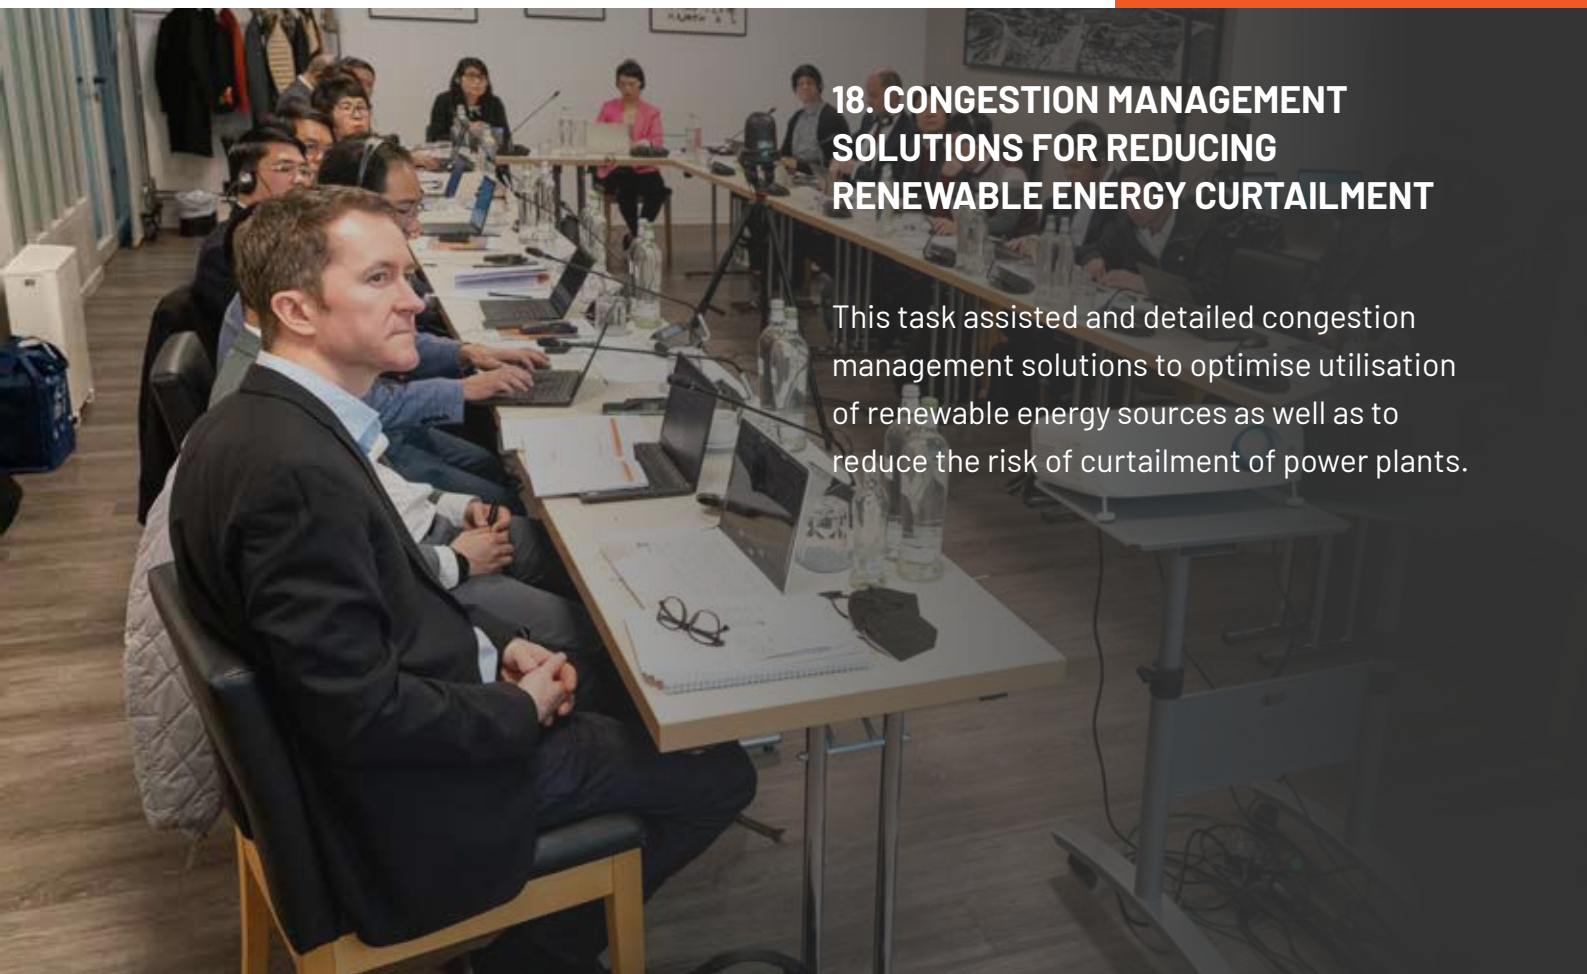 18. CONGESTION MANAGEMENT
SOLUTIONS FOR REDUCING
RENEWABLE ENERGY CURTAILMENT
This task assisted and detailed congestion
management solutions to optimise utilisation
of renewable energy sources as well as to
reduce the risk of curtailment of power plants.